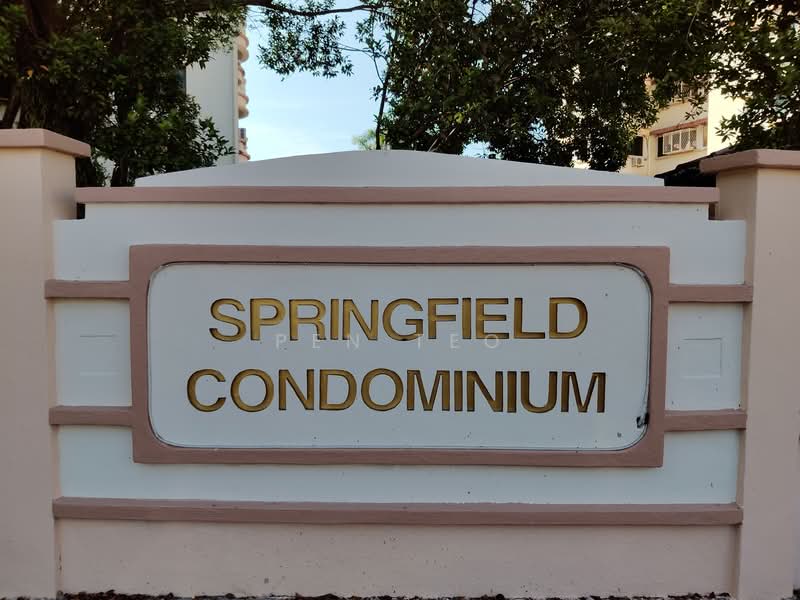 SPRINGFIELD
PEN TEO
CONDOMINIUM